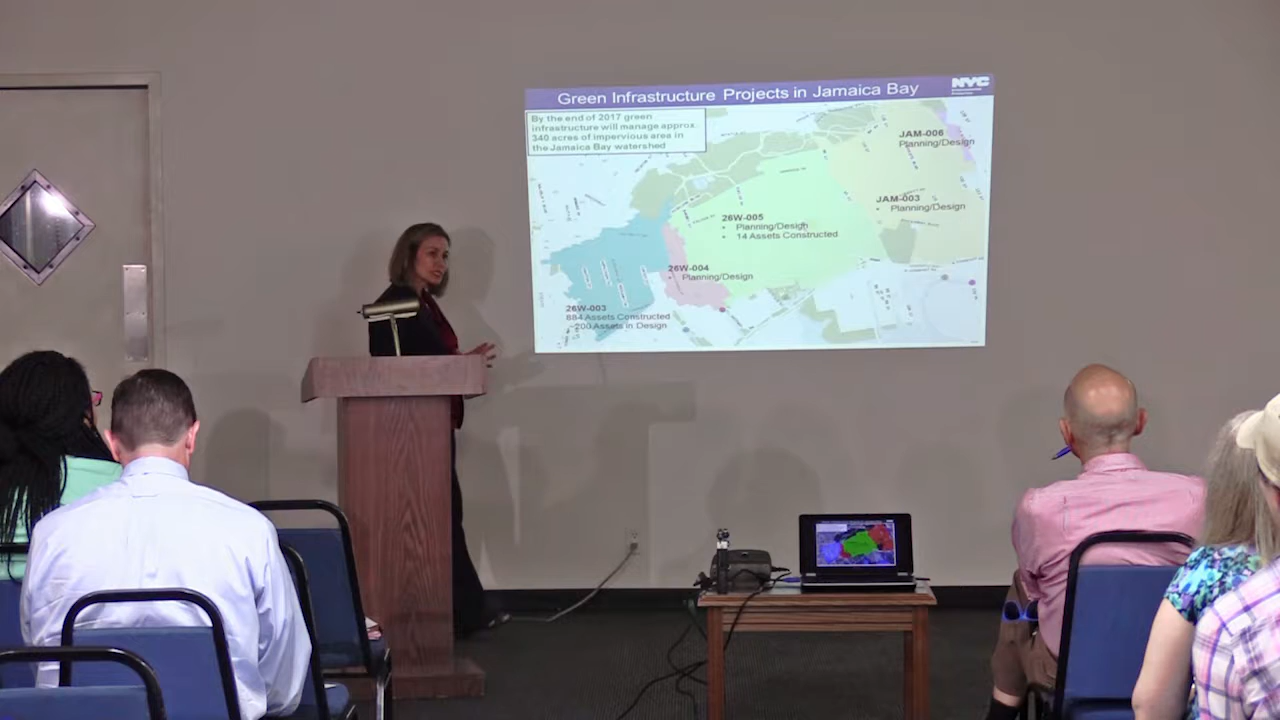 Green Infrastructure Projects in Jamaica Bay
NYC
By the end of 2017 green
infrastructure will manage approx.
340 acres of impervious area in
the Jamaica Bay watershed
JAM-006
Planning/Design
JAM-003
• Planning/Design
26W-005
• Planning/Design
• 14 Assets Constructed
26W-004
• Planning/Design
26W-003
884 Assets Constructed
~200 Assets in Design